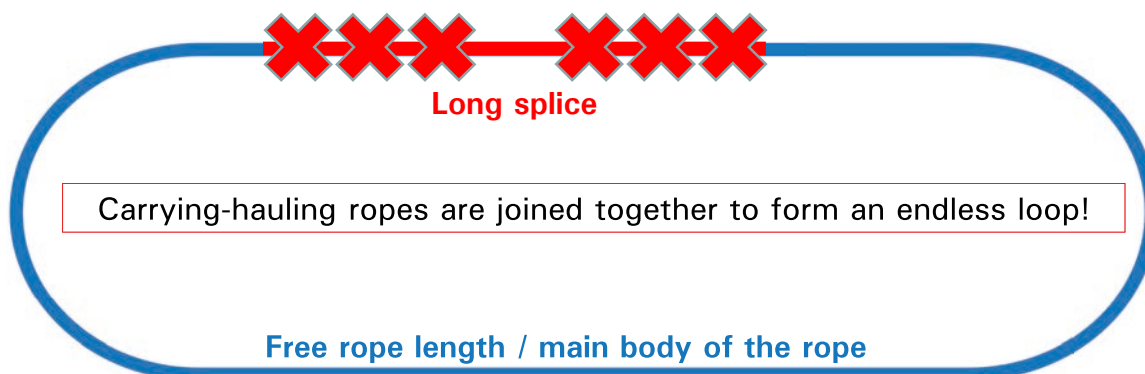 Long splice
Carrying-hauling ropes are joined together to form an endless loop!
Free rope length / main body of the rope